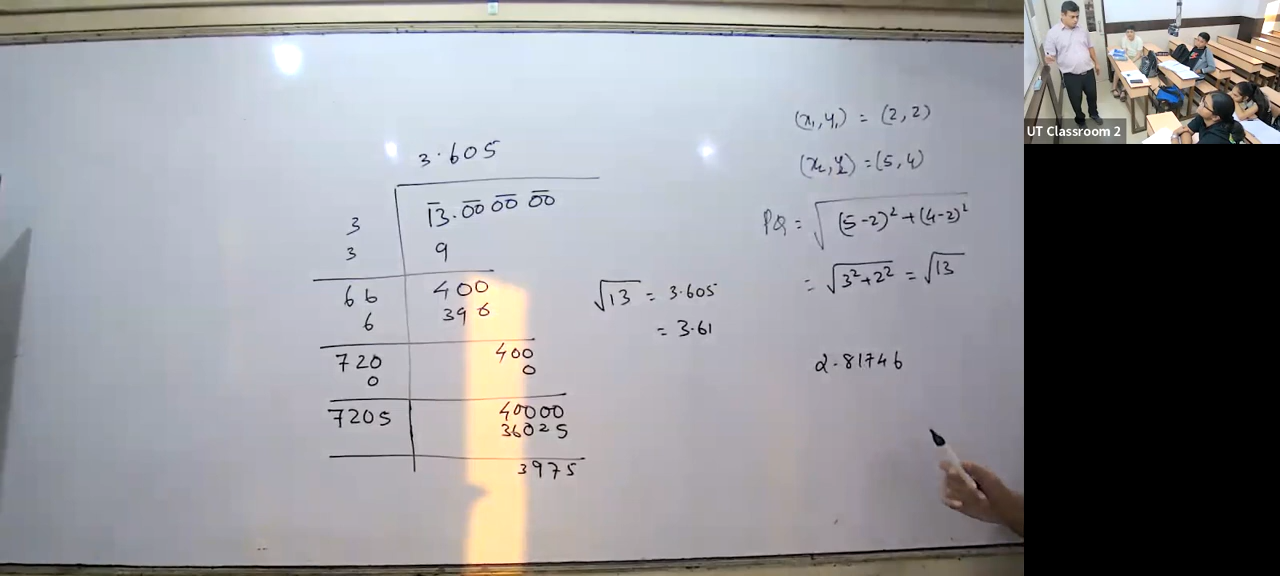 3.605
3 | 13.00 00 00
3 | 9
66 | 400
6 | 396
720 | 400
0 | 0
7205 | 40000
36025
3975
√13 = 3.605
= 3.61
(x₁,y₁) = (2,2)
(x₂,y₂) = (5,4)
PQ = √(5-2)² + (4-2)²
= √3²+2² = √13
2.81746
UT Classroom 2